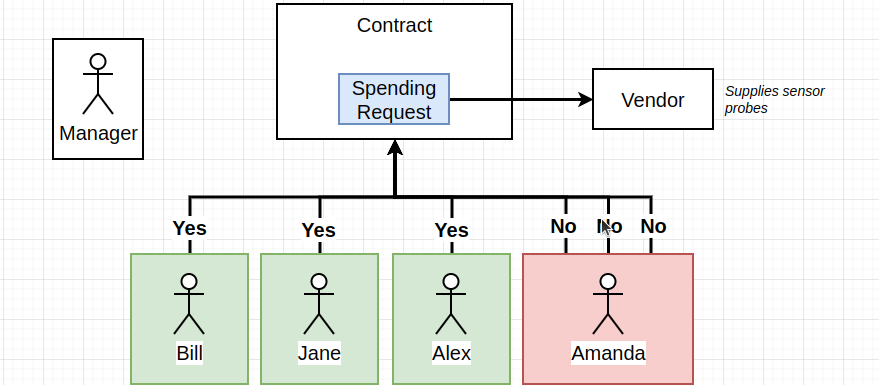 Contract
Manager
Spending
Request
Vendor
Supplies sensor
probes
Yes
Yes
Yes
No
No
No
Bill
Jane
Alex
Amanda